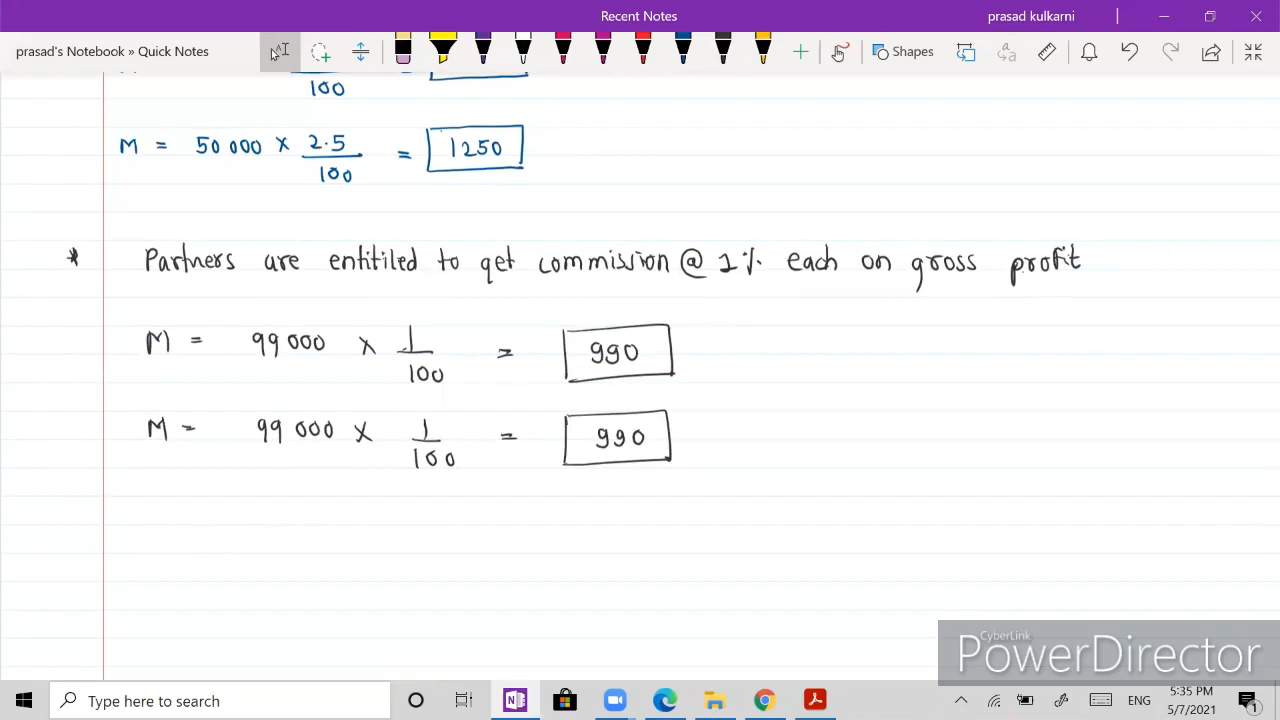 Recent Notes
prasad kulkarni
prasad's Notebook » Quick Notes
Shapes
100
M = 50 000 × 2.5 / 100 = 1250
* Partners are entitiled to get commission @ 1% each on gross profit
M = 99 000 × 1 / 100 = 990
M = 99 000 × 1 / 100 = 990
CyberLink
PowerDirector
Type here to search
ENG
5:35 PM
5/7/2021
1